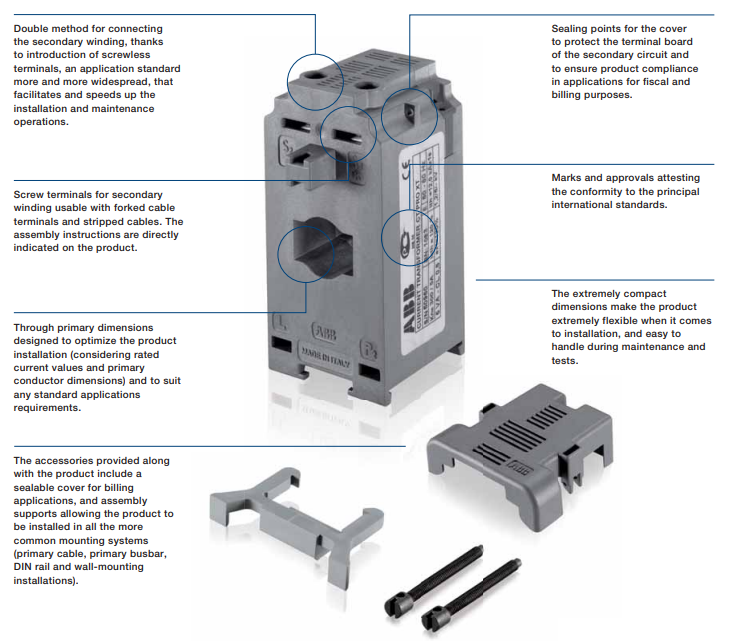 Double method for connecting
the secondary winding, thanks
to introduction of screwless
terminals, an application standard
more and more widespread, that
facilitates and speeds up the
installation and maintenance
operations.
Screw terminals for secondary
winding usable with forked cable
terminals and stripped cables. The
assembly instructions are directly
indicated on the product.
Through primary dimensions
designed to optimize the product
installation (considering rated
current values and primary
conductor dimensions) and to suit
any standard applications
requirements.
The accessories provided along
with the product include a
sealable cover for billing
applications, and assembly
supports allowing the product to
be installed in all the more
common mounting systems
(primary cable, primary busbar,
DIN rail and wall-mounting
installations).
Sealing points for the cover
to protect the terminal board
of the secondary circuit and
to ensure product compliance
in applications for fiscal and
billing purposes.
Marks and approvals attesting
the conformity to the principal
international standards.
The extremely compact
dimensions make the product
extremely flexible when it comes
to installation, and easy to
handle during maintenance and
tests.
S2
ABB
P2
MADE IN ITALY
CE
ABB
CURRENT TRANSFORMER CT PRO XT
ABB